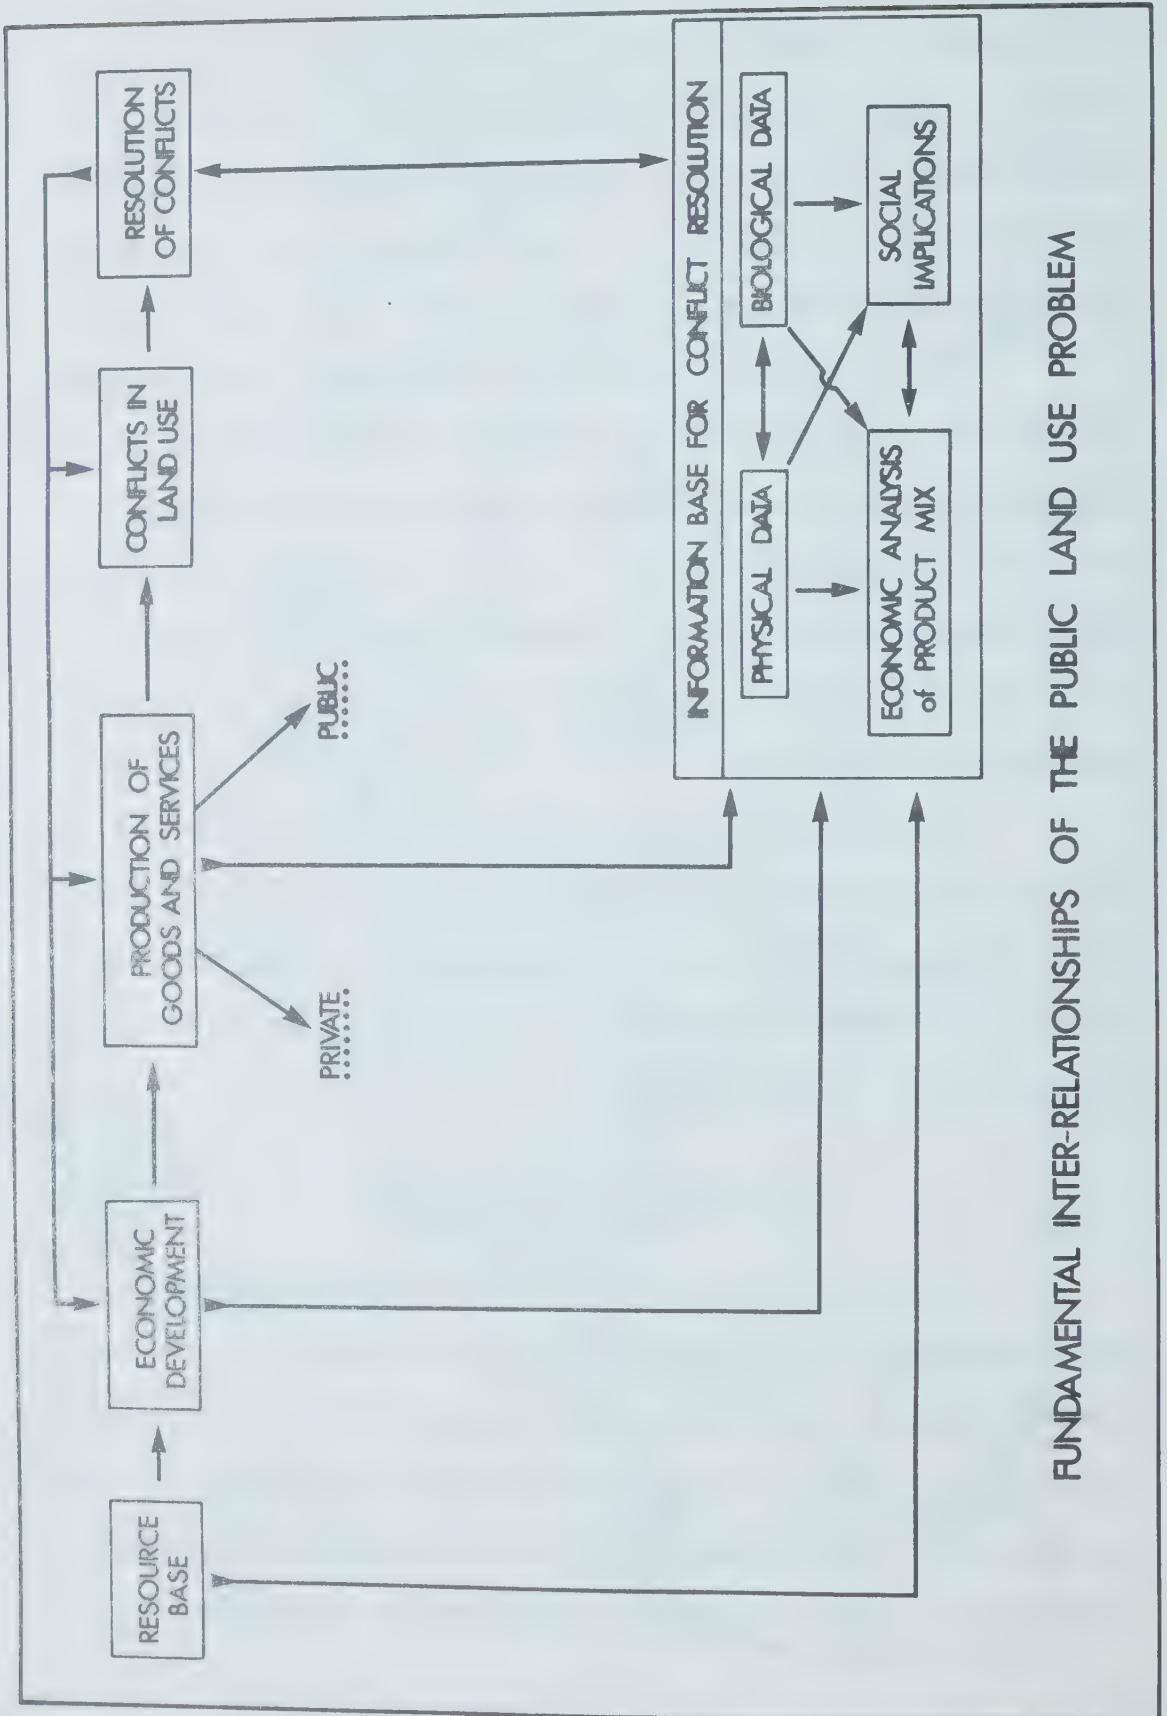 RESOURCE
BASE
ECONOMIC
DEVELOPMENT
PRODUCTION OF
GOODS AND SERVICES
CONFLICTS IN
LAND USE
RESOLUTION
OF CONFLICTS
PRIVATE
PUBLIC
INFORMATION BASE FOR CONFLICT RESOLUTION
PHYSICAL DATA
BIOLOGICAL DATA
ECONOMIC ANALYSIS
of PRODUCT MIX
SOCIAL
IMPLICATIONS
FUNDAMENTAL INTER-RELATIONSHIPS OF THE PUBLIC LAND USE PROBLEM